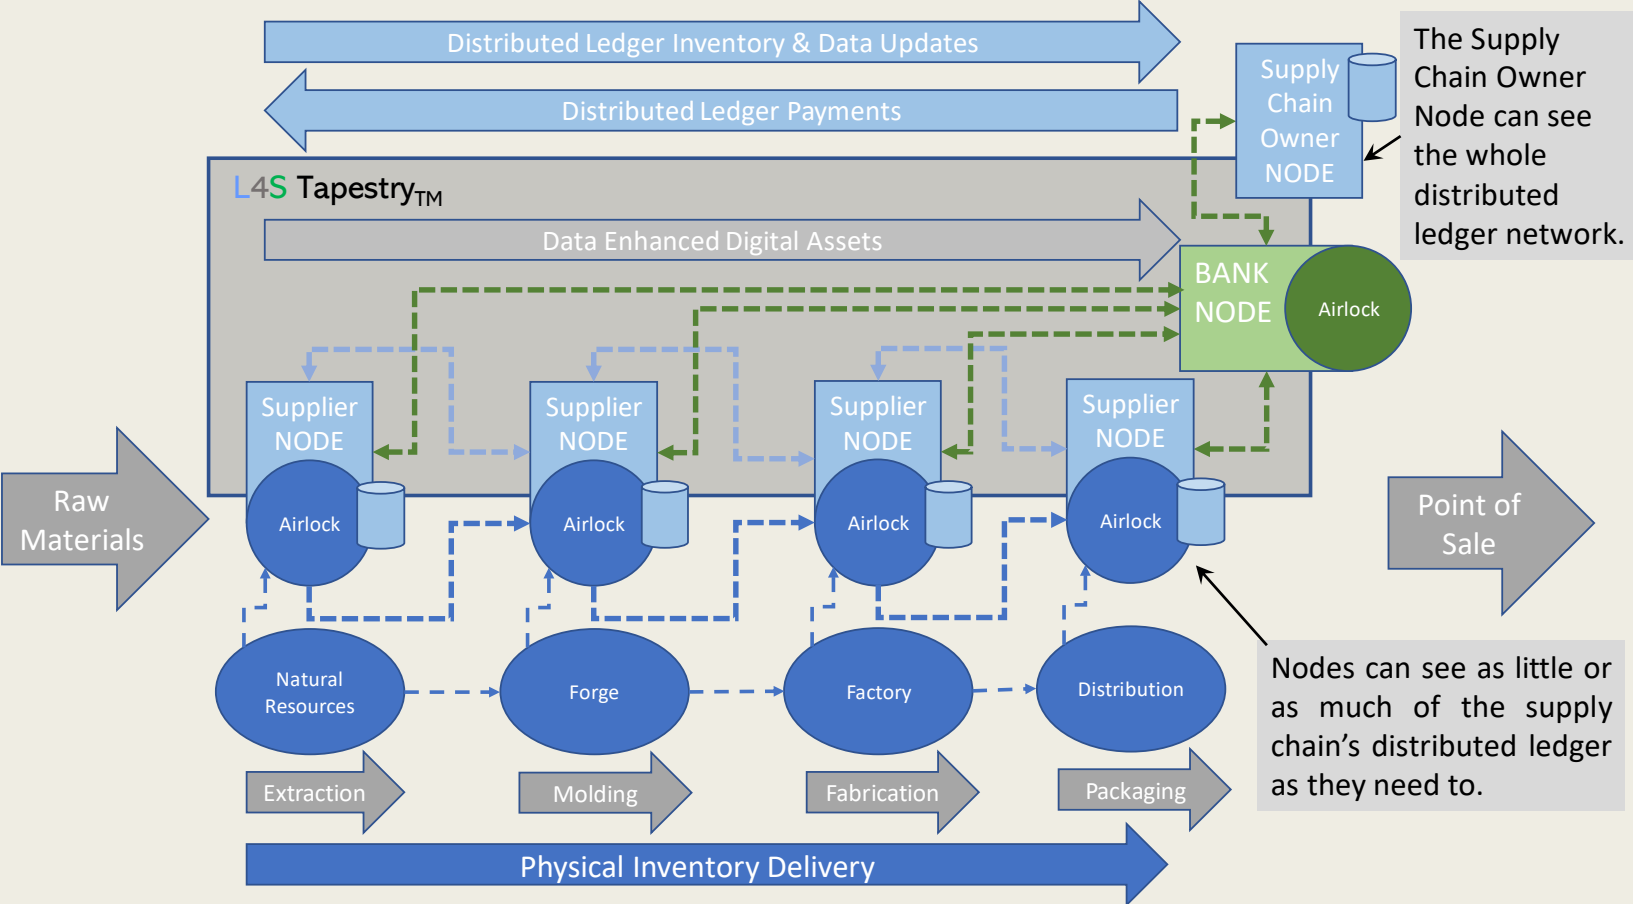 Distributed Ledger Inventory & Data Updates
Distributed Ledger Payments
Supply
Chain
Owner
NODE
The Supply
Chain Owner
Node can see
the whole
distributed
ledger network.
L4S Tapestry™
Data Enhanced Digital Assets
BANK
NODE
Airlock
Supplier
NODE
Airlock
Supplier
NODE
Airlock
Supplier
NODE
Airlock
Supplier
NODE
Airlock
Raw
Materials
Point of
Sale
Natural
Resources
Forge
Factory
Distribution
Nodes can see as little or
as much of the supply
chain’s distributed ledger
as they need to.
Extraction
Molding
Fabrication
Packaging
Physical Inventory Delivery